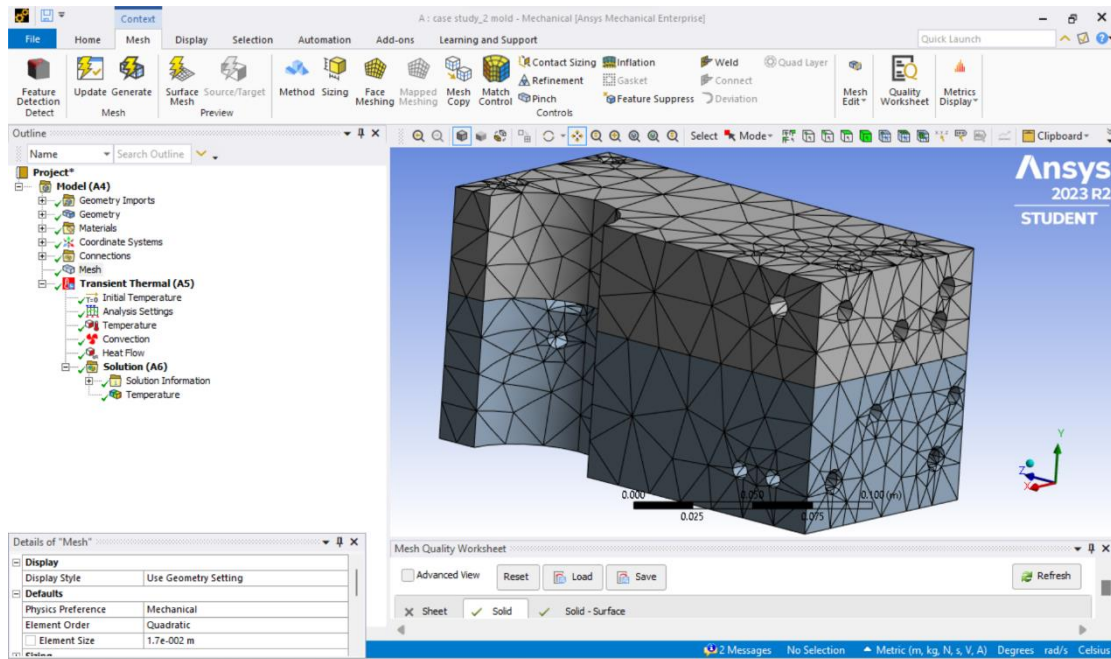 Context
A : case study_2 mold - Mechanical [Ansys Mechanical Enterprise]
File Home Mesh Display Selection Automation Add-ons Learning and Support Quick Launch
Feature Detection
Detect
Update Generate
Mesh
Surface Mesh Source/Target
Preview
Method Sizing Face Meshing Mapped Meshing Mesh Copy Match Control
Contact Sizing Inflation Weld Quad Layer
Refinement Gasket Connect
Pinch Feature Suppress Deviation
Controls
Mesh Edit Quality Worksheet Metrics Display
Outline
Name Search Outline
Select Mode Clipboard
Project*
Model (A4)
Geometry Imports
Geometry
Materials
Coordinate Systems
Connections
Mesh
Transient Thermal (A5)
T=0 Initial Temperature
Analysis Settings
Temperature
Convection
Heat Flow
Solution (A6)
Solution Information
Temperature
Ansys
2023 R2
STUDENT
Y
Z
X
0.000 0.050 0.100 (m)
0.025 0.075
Details of "Mesh"
Display
Display Style Use Geometry Setting
Defaults
Physics Preference Mechanical
Element Order Quadratic
Element Size 1.7e-002 m
Mesh Quality Worksheet
Advanced View Reset Load Save Refresh
Sheet Solid Solid - Surface
2 Messages No Selection Metric (m, kg, N, s, V, A) Degrees rad/s Celsius